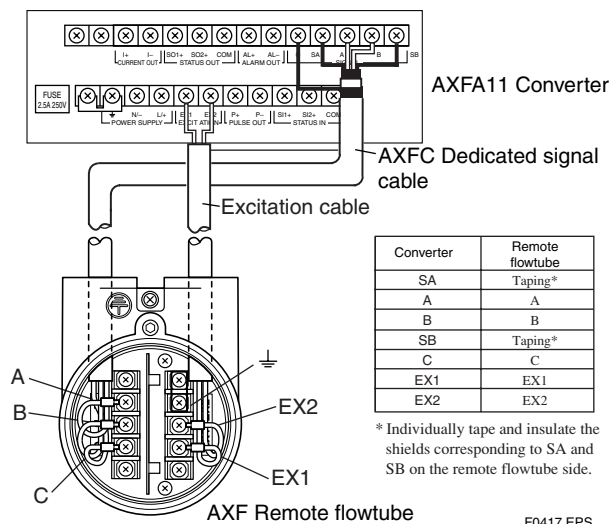 I+ I– SO1+ SO2+ COM AL+ AL– SA A B SB
CURRENT OUT STATUS OUT ALARM OUT
FUSE
2.5A 250V
N/– L/+ EX1 EX2 P+ P– SI1+ SI2+ COM
POWER SUPPLY EXCITATION PULSE OUT STATUS IN
AXFA11 Converter
AXFC Dedicated signal
cable
Excitation cable
Converter Remote
flowtube
SA Taping*
A A
B B
SB Taping*
C C
EX1 EX1
EX2 EX2
* Individually tape and insulate the
shields corresponding to SA and
SB on the remote flowtube side.
A
B
C
EX2
EX1
AXF Remote flowtube
F0417.EPS